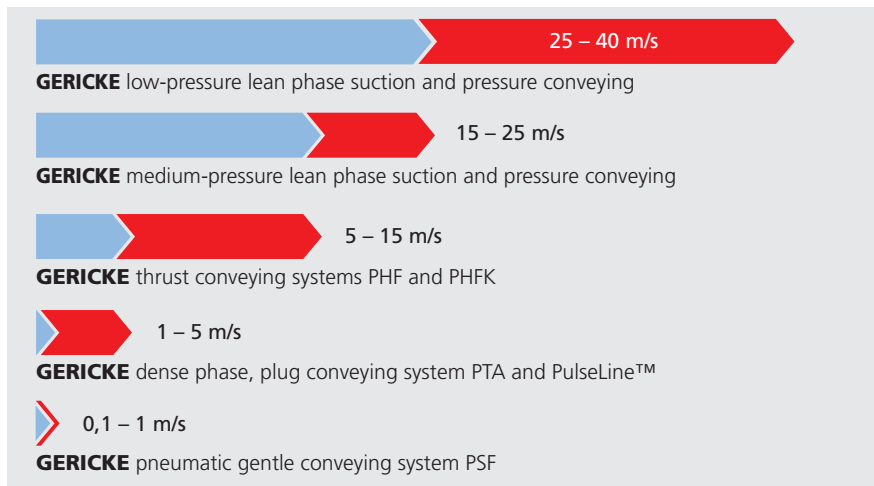 25 – 40 m/s
GERICKE low-pressure lean phase suction and pressure conveying
15 – 25 m/s
GERICKE medium-pressure lean phase suction and pressure conveying
5 – 15 m/s
GERICKE thrust conveying systems PHF and PHFK
1 – 5 m/s
GERICKE dense phase, plug conveying system PTA and PulseLine™
0,1 – 1 m/s
GERICKE pneumatic gentle conveying system PSF